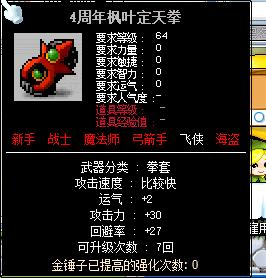 4周年枫叶定天拳
要求等级: 64
要求力量: 0
要求敏捷: 0
要求智力: 0
要求运气: 0
要求人气度: -
道具等级: -
道具经验值: -
新手 战士 魔法师 弓箭手 飞侠 海盗
武器分类: 拳套
攻击速度: 比较快
运气: +2
攻击力: +30
回避率: +27
可升级次数: 7回
金锤子已提高的强化次数: 0